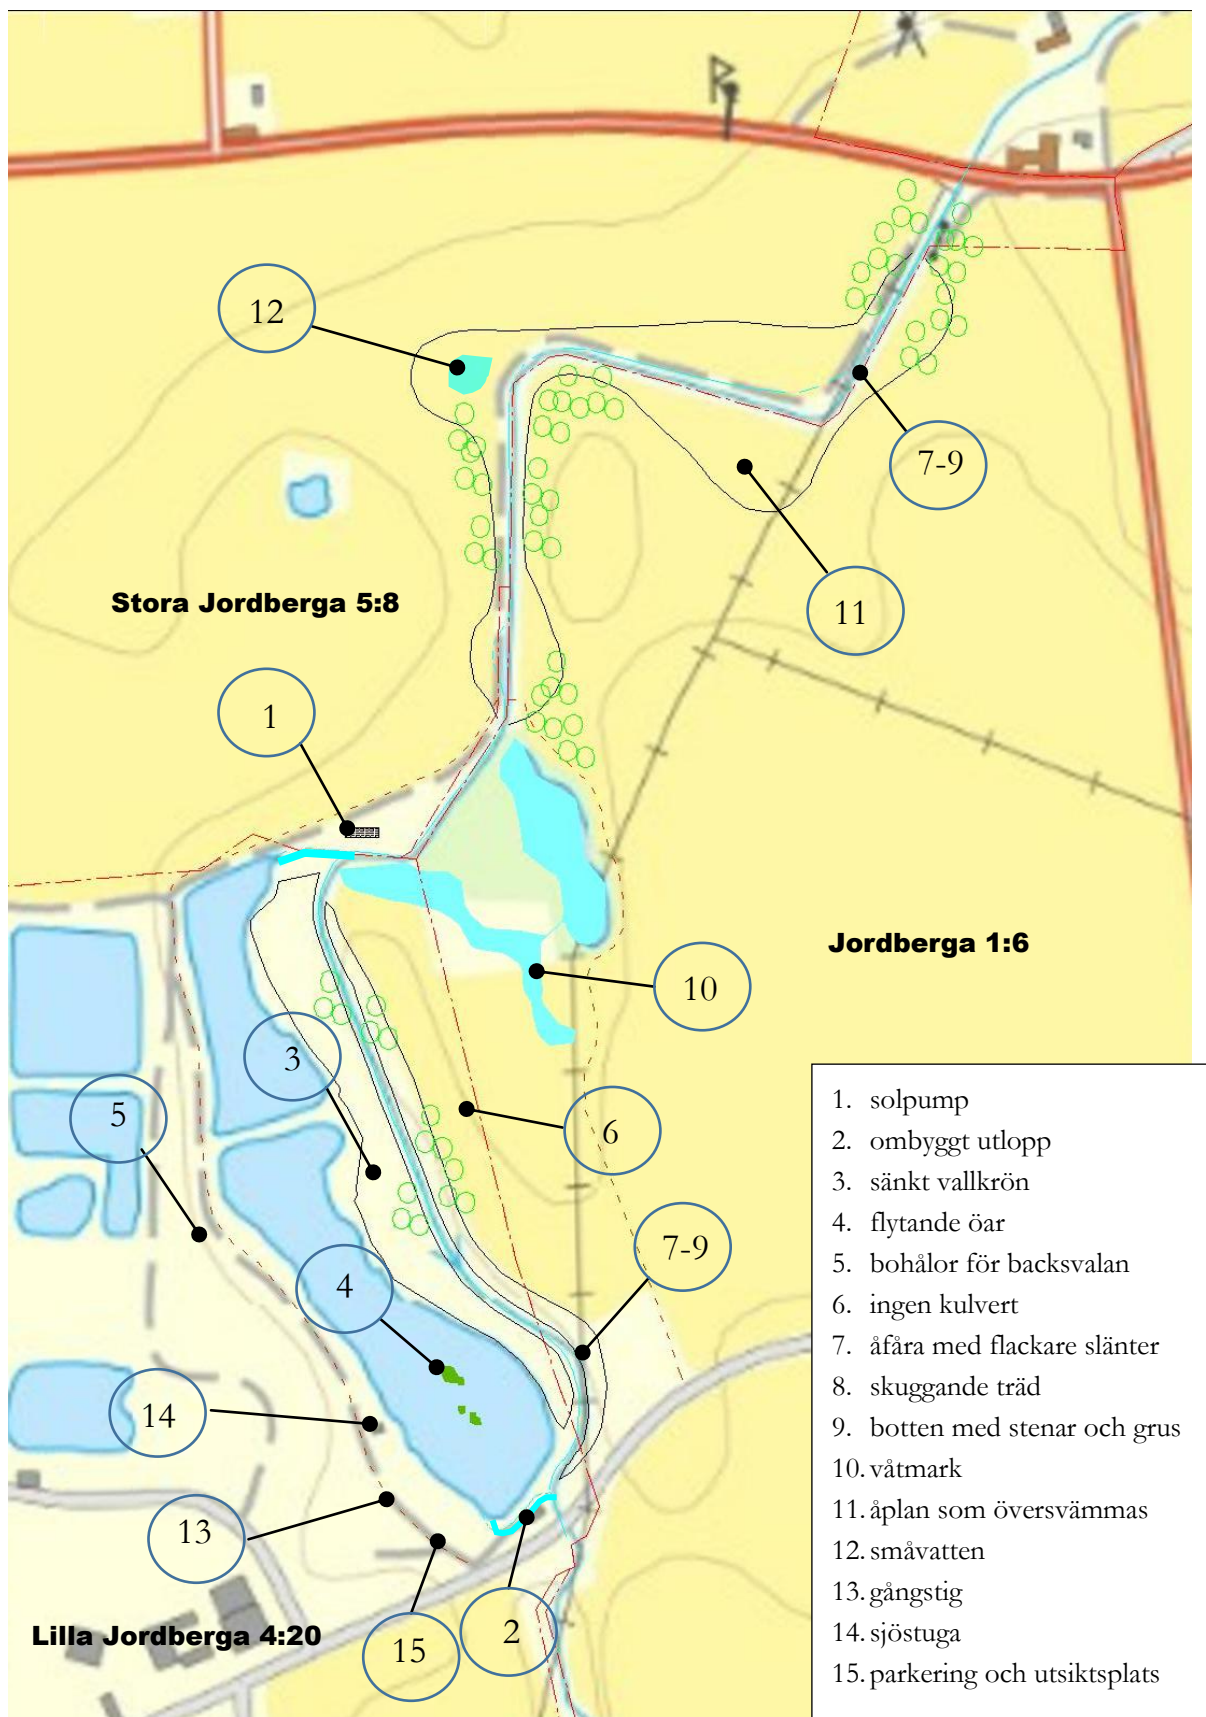 12
7-9
11
Stora Jordberga 5:8
1
Jordberga 1:6
10
3
5
6
7-9
4
14
13
2
15
Lilla Jordberga 4:20
1. solpump
2. ombyggt utlopp
3. sänkt vallkrön
4. flytande öar
5. bohålor för backsvalan
6. ingen kulvert
7. åfåra med flackare slänter
8. skuggande träd
9. botten med stenar och grus
10. våtmark
11. åplan som översvämmas
12. småvatten
13. gångstig
14. sjöstuga
15. parkering och utsiktsplats